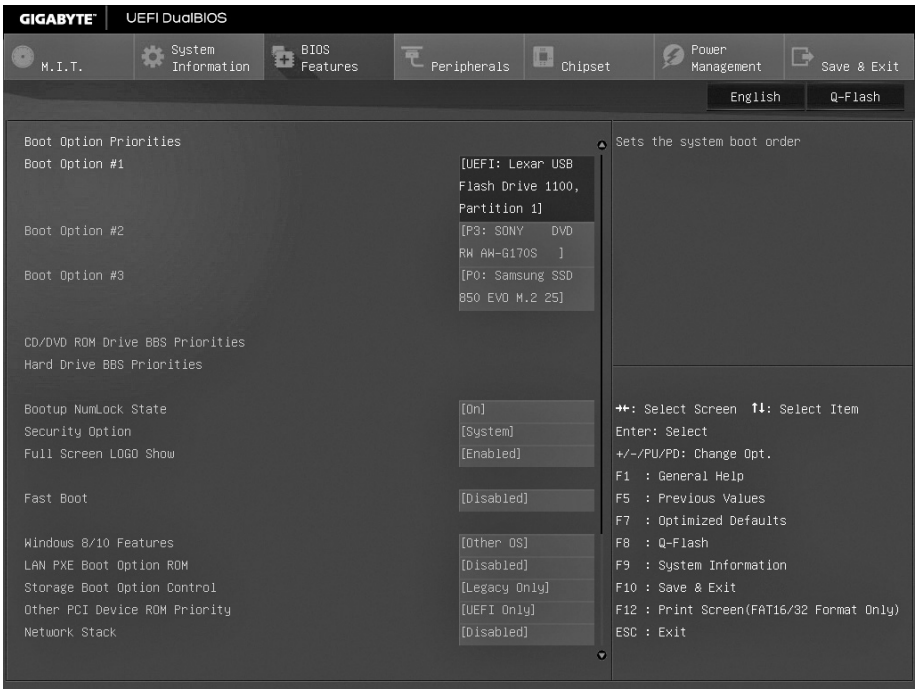 GIGABYTE™ UEFI DualBIOS
M.I.T.
System Information
BIOS Features
Peripherals
Chipset
Power Management
Save & Exit
English Q-Flash
Boot Option Priorities
Boot Option #1 [UEFI: Lexar USB
Flash Drive 1100,
Partition 1]
Boot Option #2 [P3: SONY DVD
RW AW-G170S ]
Boot Option #3 [P0: Samsung SSD
850 EVO M.2 25]
CD/DVD ROM Drive BBS Priorities
Hard Drive BBS Priorities
Bootup NumLock State [On]
Security Option [System]
Full Screen LOGO Show [Enabled]
Fast Boot [Disabled]
Windows 8/10 Features [Other OS]
LAN PXE Boot Option ROM [Disabled]
Storage Boot Option Control [Legacy Only]
Other PCI Device ROM Priority [UEFI Only]
Network Stack [Disabled]
Sets the system boot order
→←: Select Screen ↑↓: Select Item
Enter: Select
+/-/PU/PD: Change Opt.
F1 : General Help
F5 : Previous Values
F7 : Optimized Defaults
F8 : Q-Flash
F9 : System Information
F10 : Save & Exit
F12 : Print Screen(FAT16/32 Format Only)
ESC : Exit